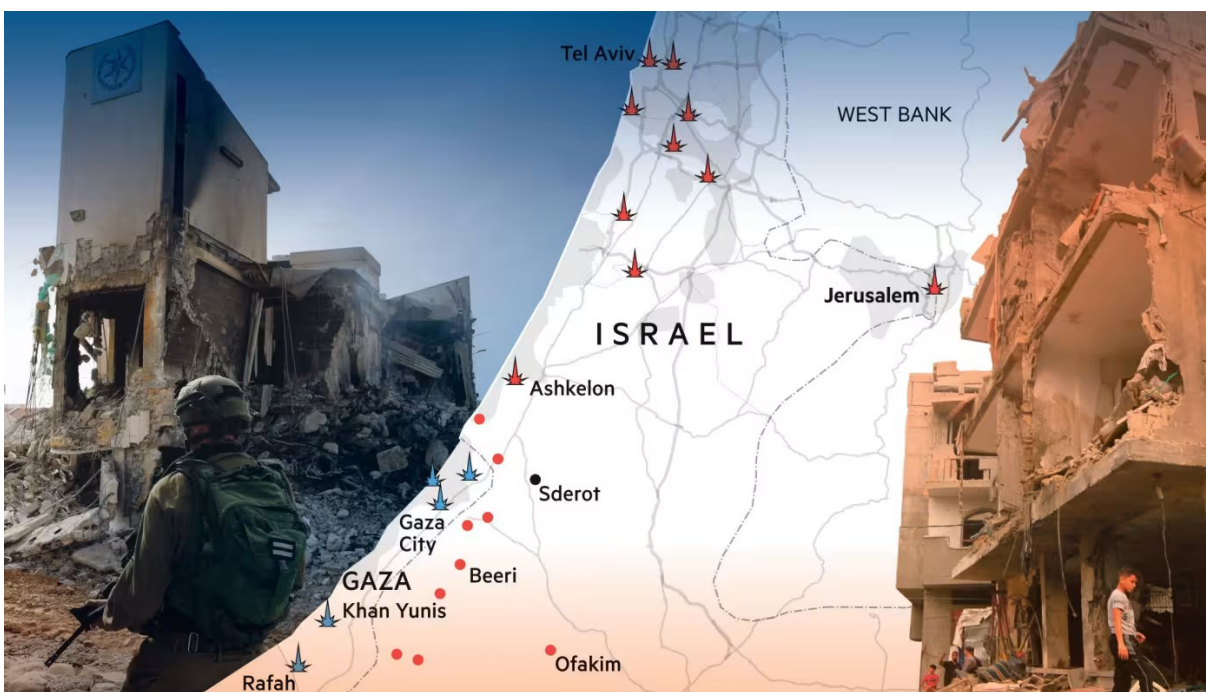 Tel Aviv
WEST BANK
Jerusalem
ISRAEL
Ashkelon
Sderot
Gaza
City
Beeri
GAZA
Khan Yunis
Ofakim
Rafah